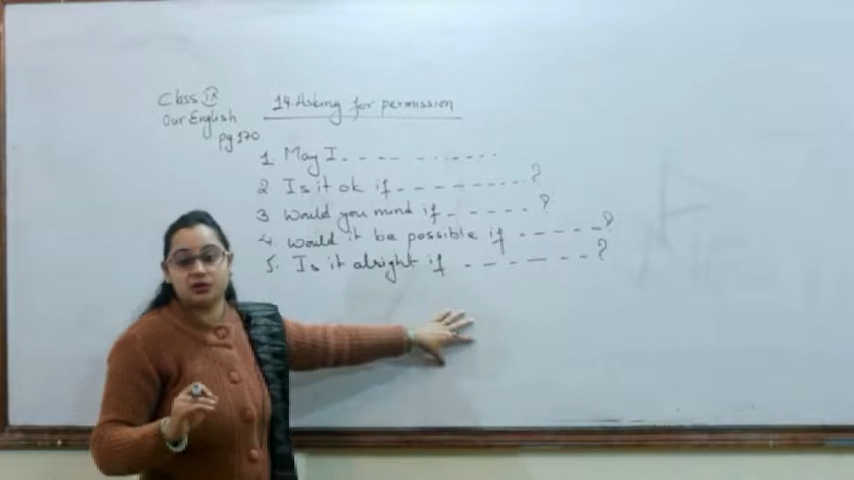 Class IX
Our English
pg 170
14. Asking for permission
1. May I - - - - - - - - - -
2 Is it ok if - - - - - - - - - ?
3 Would you mind if - - - - - - ?
4. Would it be possible if - - - - - ?
5. Is it alright if - - - - - - - ?